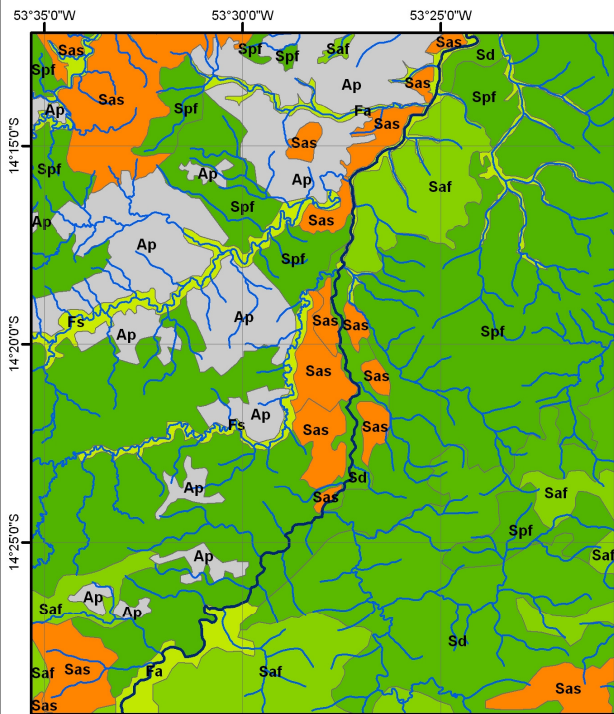 53°35'0"W 53°30'0"W 53°25'0"W
Sas Spf Spf Saf Sas Sd
Spf Sas Ap Sas Spf
Ap Spf Fa Sas
14°15'0"S
Sas
Spf Ap Ap Saf
Ap Spf Sas
Ap Spf
Fs Ap Sas Sas Spf
Ap
14°20'0"S
Sas Sas
Ap Fs Sas Sas
Ap Sd Sas Saf
Spf
14°25'0"S
Ap Saf
Ap Ap Saf
Sd
Saf Sas Fa Saf Sas
Sas